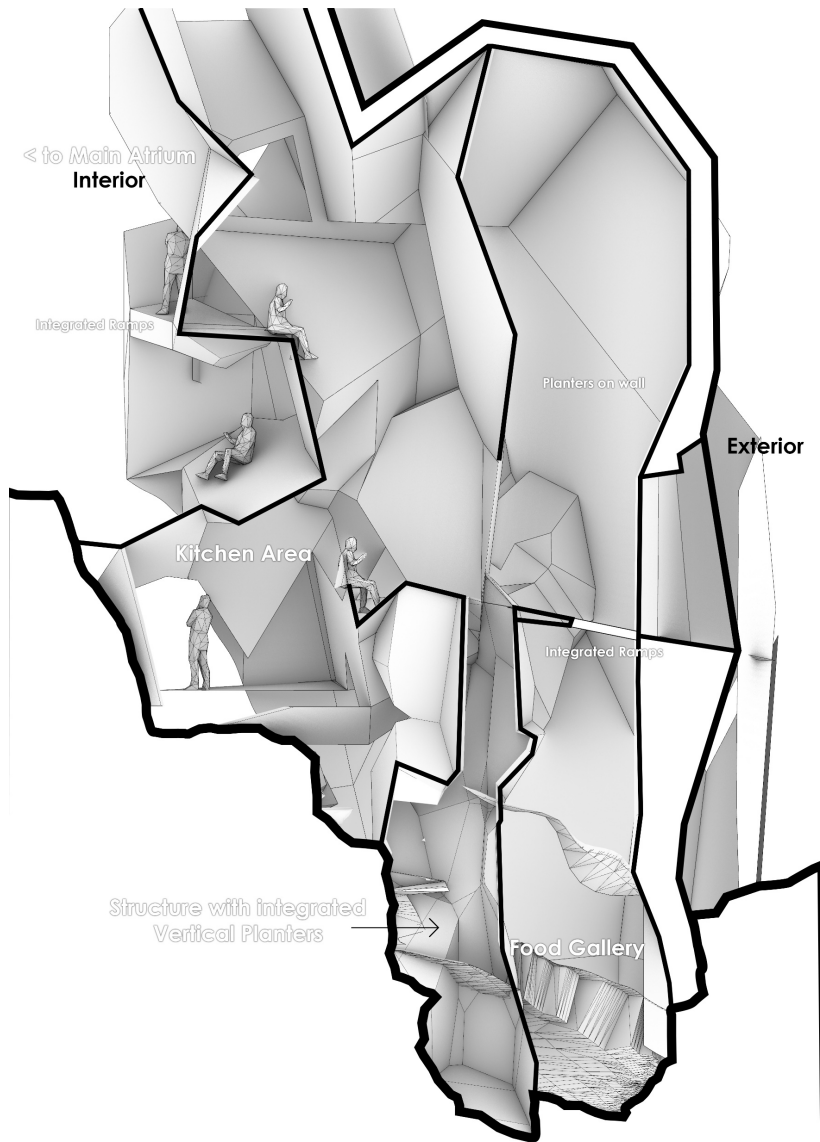 < to Main Atrium
Interior
Integrated Ramps
Planters on wall
Exterior
Kitchen Area
Integrated Ramps
Structure with integrated
Vertical Planters
Food Gallery